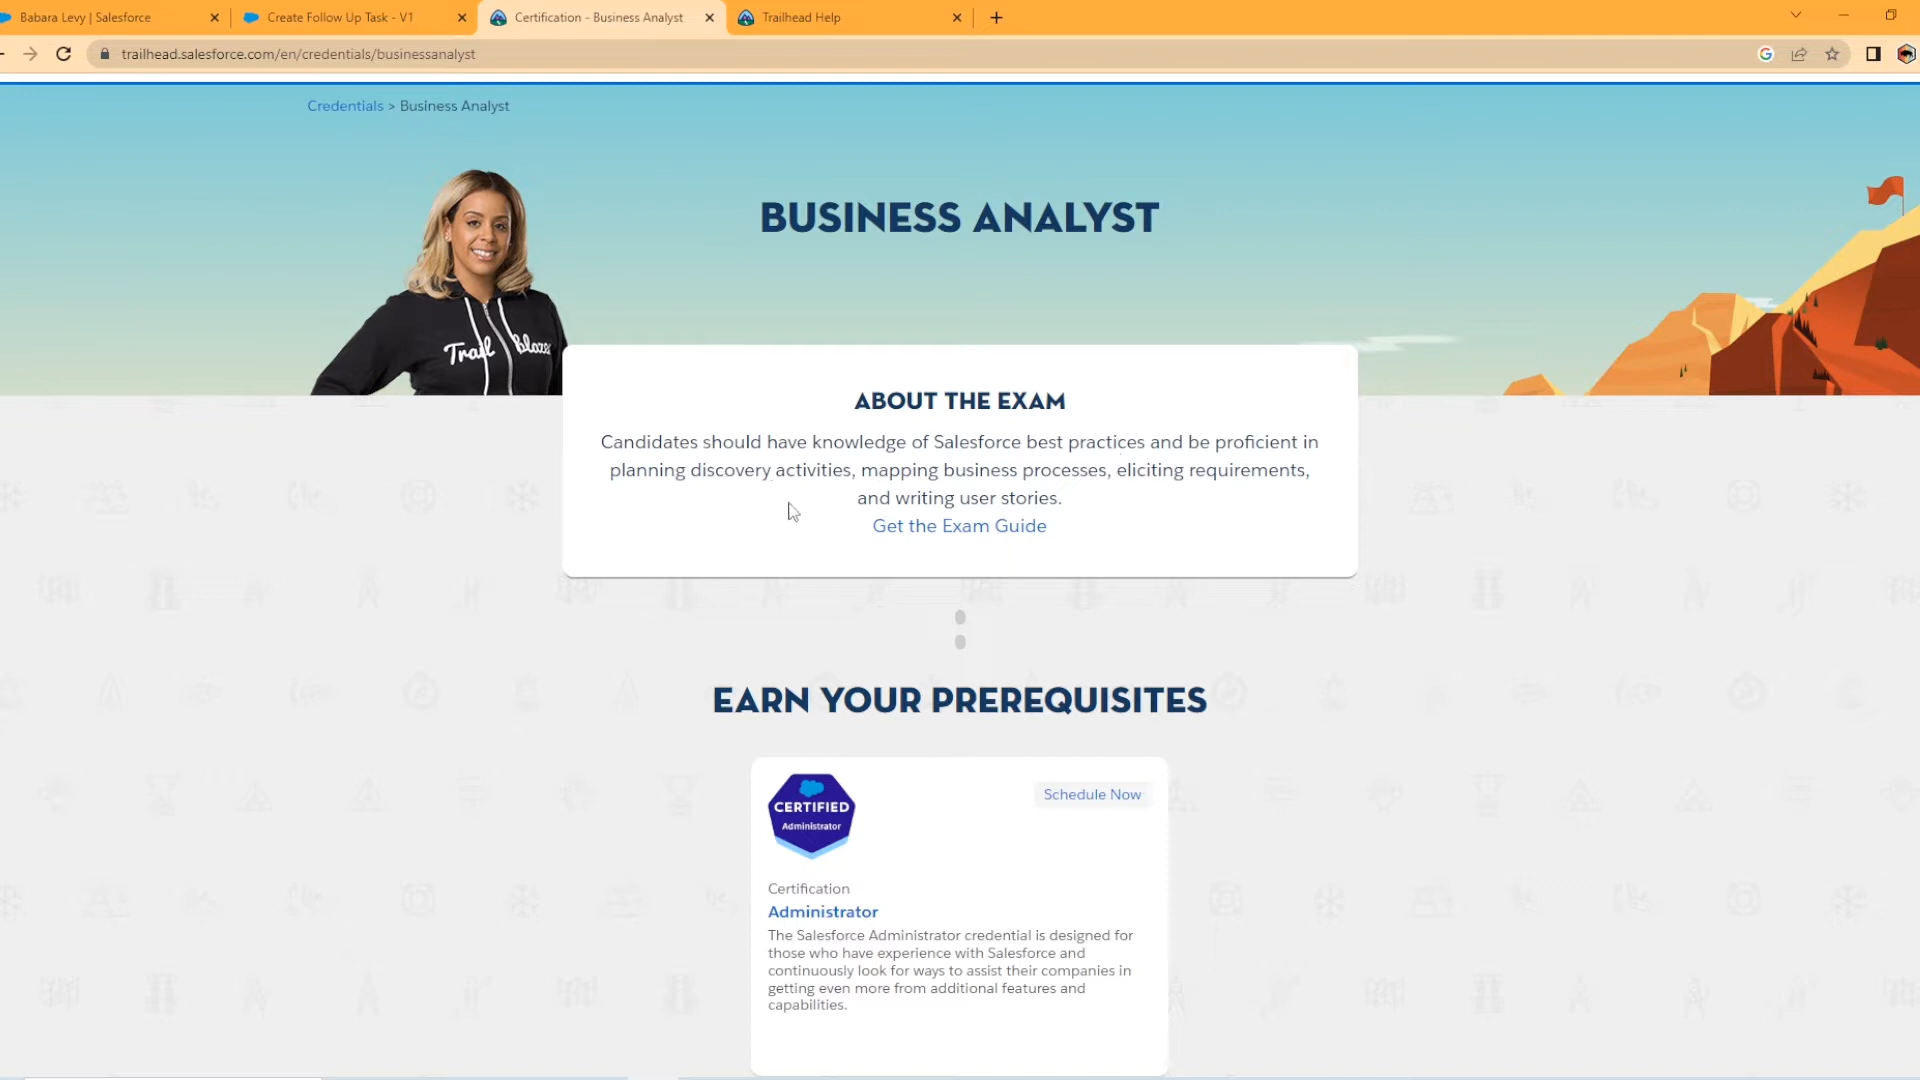 Babara Levy | Salesforce
Create Follow Up Task - V1
Certification - Business Analyst
Trailhead Help
trailhead.salesforce.com/en/credentials/businessanalyst
Credentials > Business Analyst
BUSINESS ANALYST
Trail blazer
ABOUT THE EXAM
Candidates should have knowledge of Salesforce best practices and be proficient in
planning discovery activities, mapping business processes, eliciting requirements,
and writing user stories.
Get the Exam Guide
EARN YOUR PREREQUISITES
CERTIFIED
Administrator
Schedule Now
Certification
Administrator
The Salesforce Administrator credential is designed for
those who have experience with Salesforce and
continuously look for ways to assist their companies in
getting even more from additional features and
capabilities.